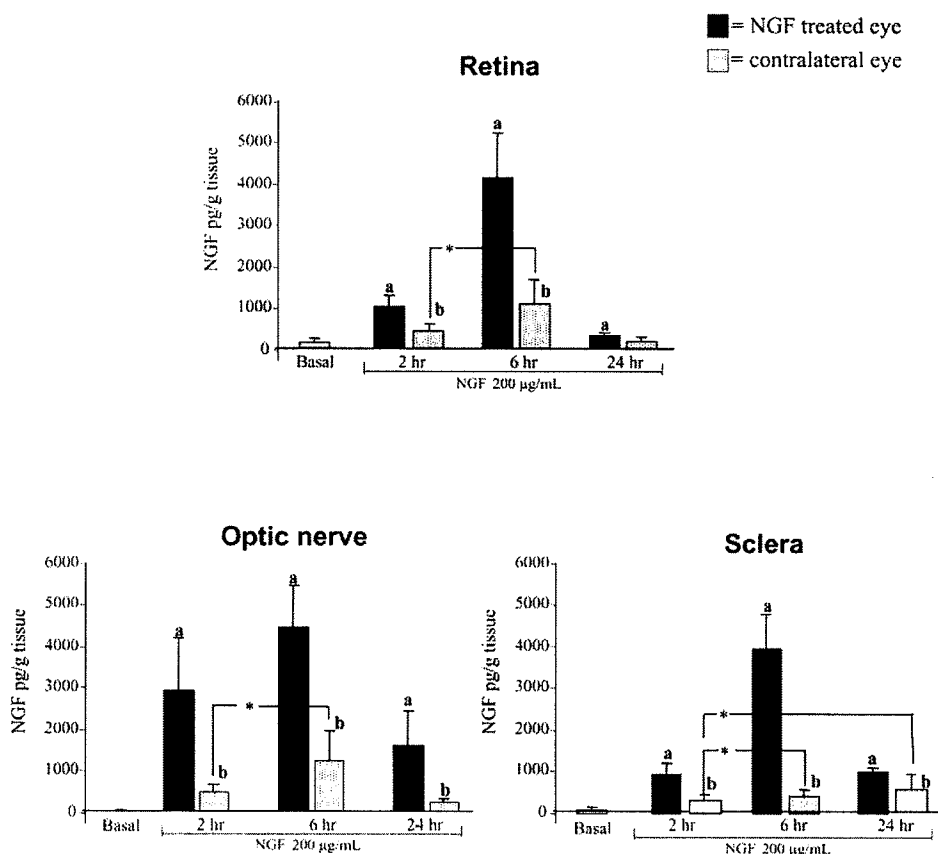 = NGF treated eye
= contralateral eye
Retina
NGF pg/g tissue
6000
5000
4000
3000
2000
1000
0
a
b
*
a
b
a
Basal
2 hr
6 hr
24 hr
NGF 200 µg/mL
Optic nerve
NGF pg/g tissue
6000
5000
4000
3000
2000
1000
0
a
b
*
a
b
a
b
Basal
2 hr
6 hr
24 hr
NGF 200 µg/mL
Sclera
NGF pg/g tissue
6000
5000
4000
3000
2000
1000
0
a
b
*
*
a
b
a
b
Basal
2 hr
6 hr
24 hr
NGF 200 µg/mL